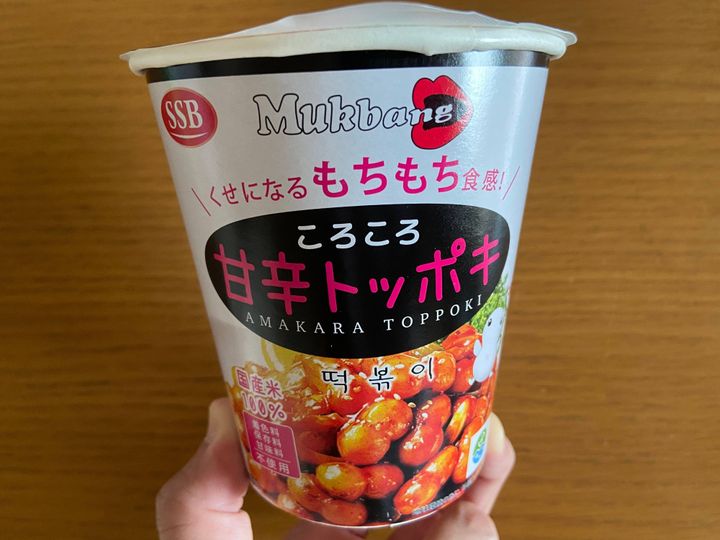 SSB
Mukbang
\くせになるもちもち食感!/
ころころ
甘辛トッポキ
AMAKARA TOPPOKI
떡볶이
国産米
100%
着色料
保存料
甘味料
不使用